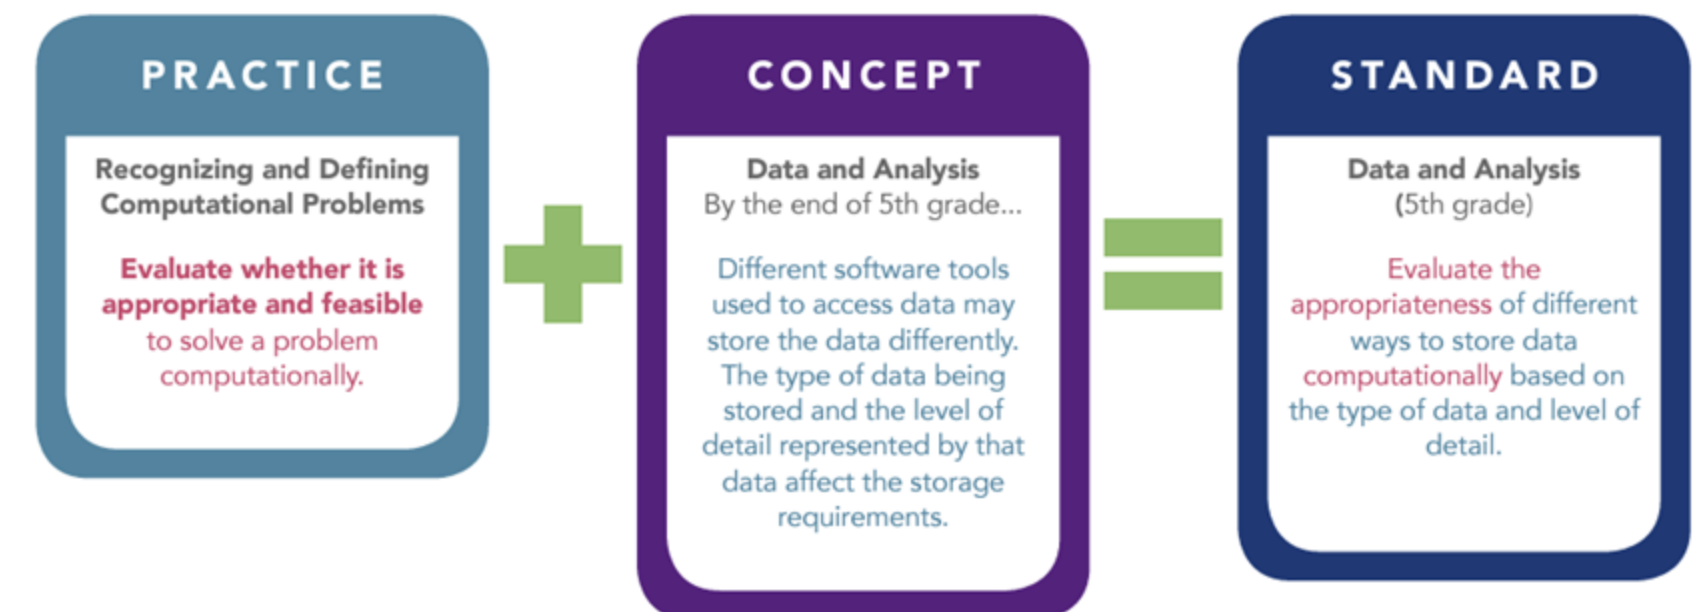 PRACTICE
Recognizing and Defining
Computational Problems
Evaluate whether it is
appropriate and feasible
to solve a problem
computationally.
CONCEPT
Data and Analysis
By the end of 5th grade...
Different software tools
used to access data may
store the data differently.
The type of data being
stored and the level of
detail represented by that
data affect the storage
requirements.
STANDARD
Data and Analysis
(5th grade)
Evaluate the
appropriateness of different
ways to store data
computationally based on
the type of data and level of
detail.